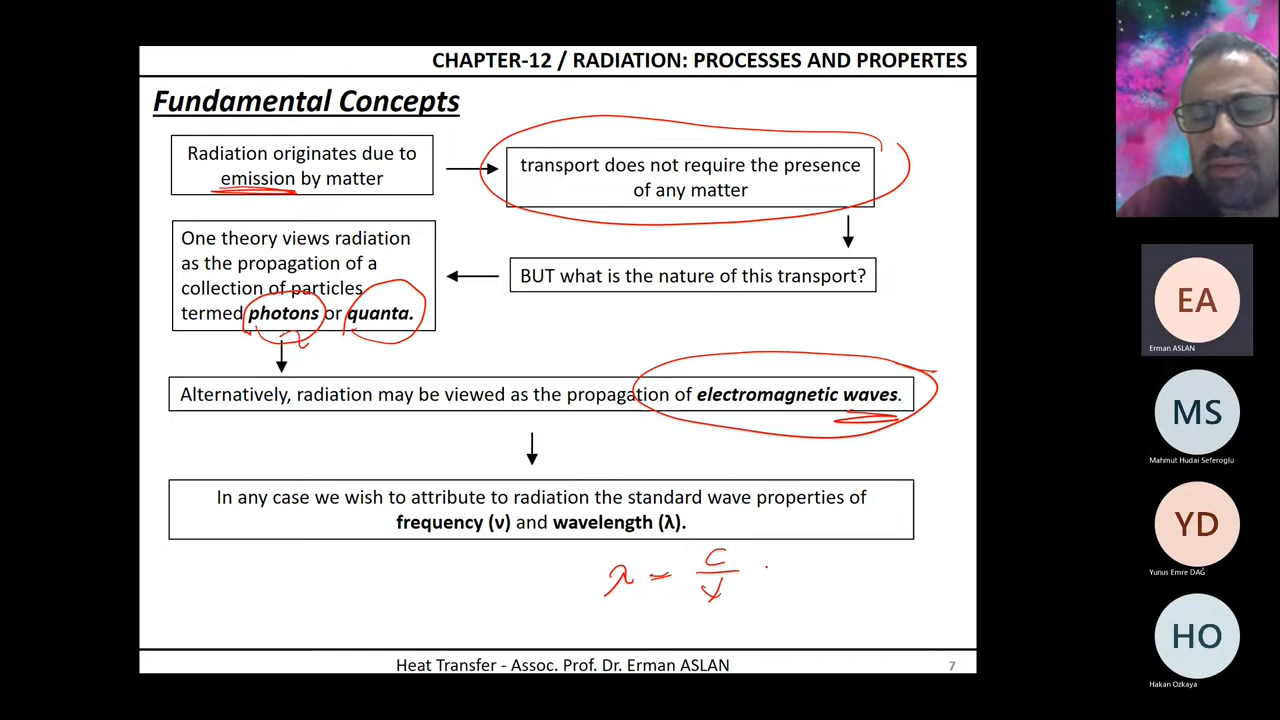 CHAPTER-12 / RADIATION: PROCESSES AND PROPERTES
Fundamental Concepts
Radiation originates due to
emission by matter
transport does not require the presence
of any matter
BUT what is the nature of this transport?
One theory views radiation
as the propagation of a
collection of particles
termed photons or quanta.
Alternatively, radiation may be viewed as the propagation of electromagnetic waves.
In any case we wish to attribute to radiation the standard wave properties of
frequency (ν) and wavelength (λ).
λ = c/ν
Heat Transfer - Assoc. Prof. Dr. Erman ASLAN
7
EA
Erman ASLAN
MS
Mahmut Hudai Seferoglu
YD
Yunus Emre DAĞ
HO
Hakan Ozkaya